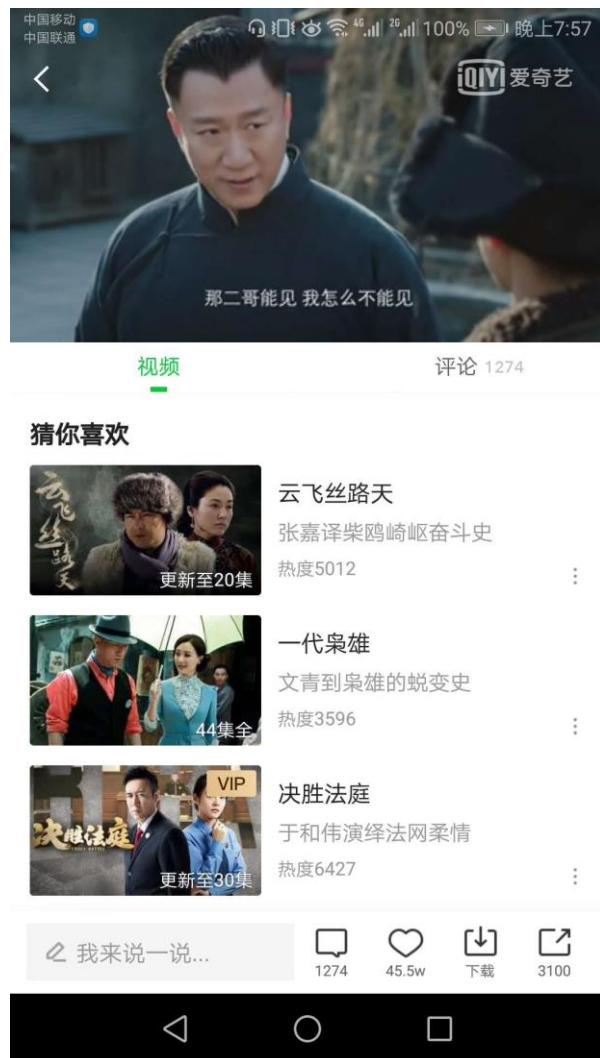 中国移动
中国联通
4G 2G 100% 晚上7:57
iQIYI 爱奇艺
那二哥能见 我怎么不能见
视频 评论 1274
猜你喜欢
云飞丝路天
更新至20集
云飞丝路天
张嘉译柴鸥崎岖奋斗史
热度5012
44集全
一代枭雄
文青到枭雄的蜕变史
热度3596
VIP
决胜法庭
更新至30集
决胜法庭
于和伟演绎法网柔情
热度6427
我来说一说...
1274 45.5w 下载 3100